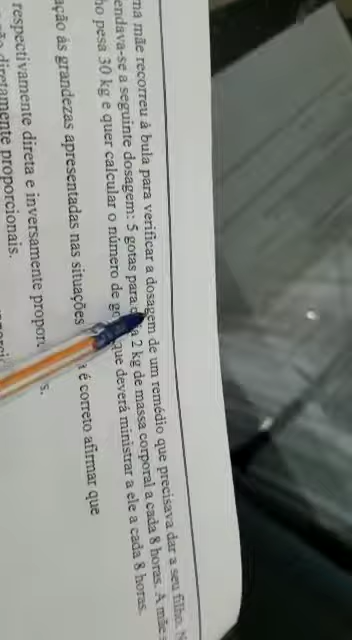 ma mãe recorreu à bula para verificar a dosagem de um remédio que precisava dar a seu filho.
endava-se a seguinte dosagem: 5 gotas para 2 kg de massa corporal a cada 8 horas. A mãe
ho pesa 30 kg e quer calcular o número de go que deverá ministrar a ele a cada 8 horas.
ação às grandezas apresentadas nas situações é correto afirmar que
respectivamente direta e inversamente propor s.
diretamente proporcionais.